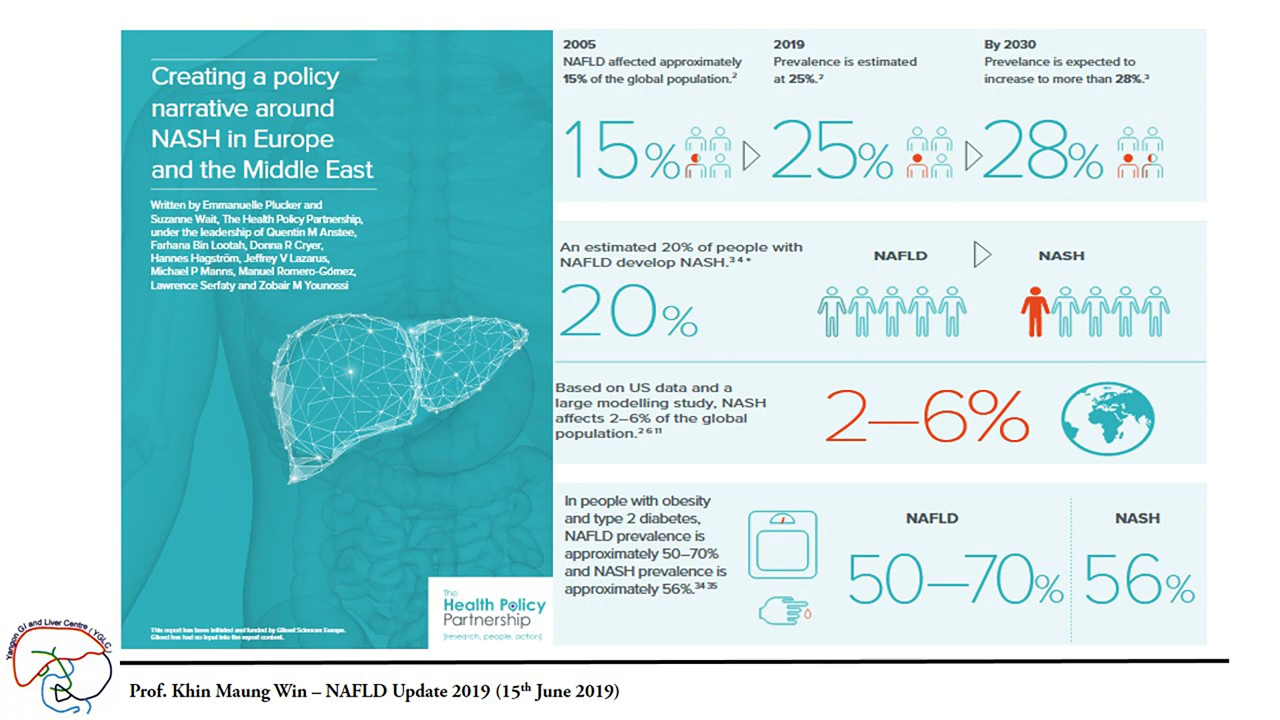 Creating a policy
narrative around
NASH in Europe
and the Middle East
Written by Emmanuelle Plucker and
Suzanne Wait, The Health Policy Partnership,
under the leadership of Quentin M Anstee,
Farhana Bin Lootah, Donna R Cryer,
Hannes Hagström, Jeffrey V Lazarus,
Michael P Manns, Manuel Romero-Gómez,
Lawrence Serfaty and Zobair M Younossi
The
Health Policy
Partnership
[research, people, action]
This report has been initiated and funded by Gilead Sciences Europe.
Gilead has had no input into the report content.
2005
NAFLD affected approximately
15% of the global population.²
15%
2019
Prevalence is estimated
at 25%.²
25%
By 2030
Prevelance is expected to
increase to more than 28%.³
28%
An estimated 20% of people with
NAFLD develop NASH.³ ⁴ *
20%
NAFLD
NASH
Based on US data and a
large modelling study, NASH
affects 2–6% of the global
population.² ⁶ ¹¹
2–6%
In people with obesity
and type 2 diabetes,
NAFLD prevalence is
approximately 50–70%
and NASH prevalence is
approximately 56%.³⁴ ³⁵
NAFLD
50–70%
NASH
56%
Yangon GI and Liver Centre (YGLC)
Prof. Khin Maung Win – NAFLD Update 2019 (15th June 2019)